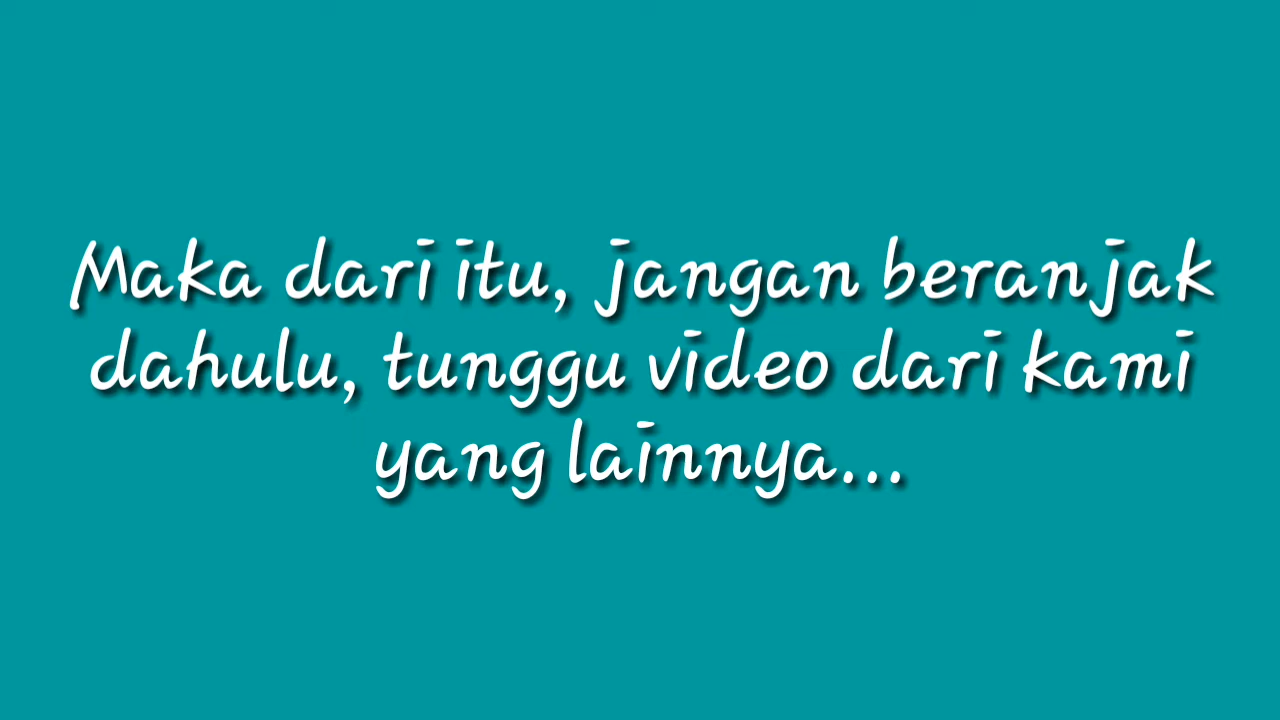 Maka dari itu, jangan beranjak
dahulu, tunggu video dari kami
yang lainnya...